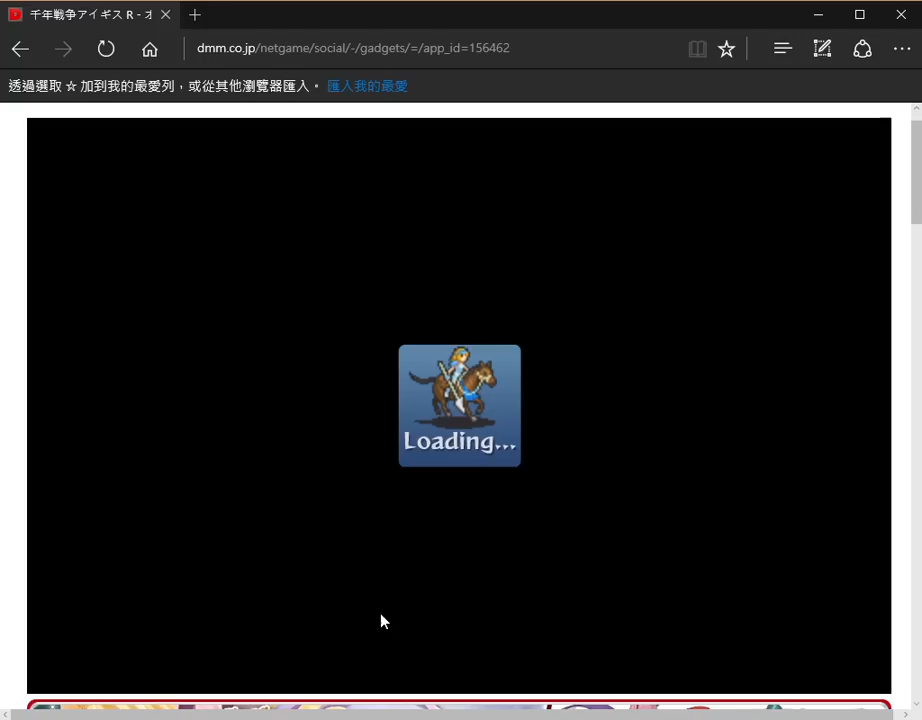 千年戦争アイギス R - オ
dmm.co.jp/netgame/social/-/gadgets/=/app_id=156462
透過選取 ☆ 加到我的最愛列，或從其他瀏覽器匯入。 匯入我的最愛
Loading...